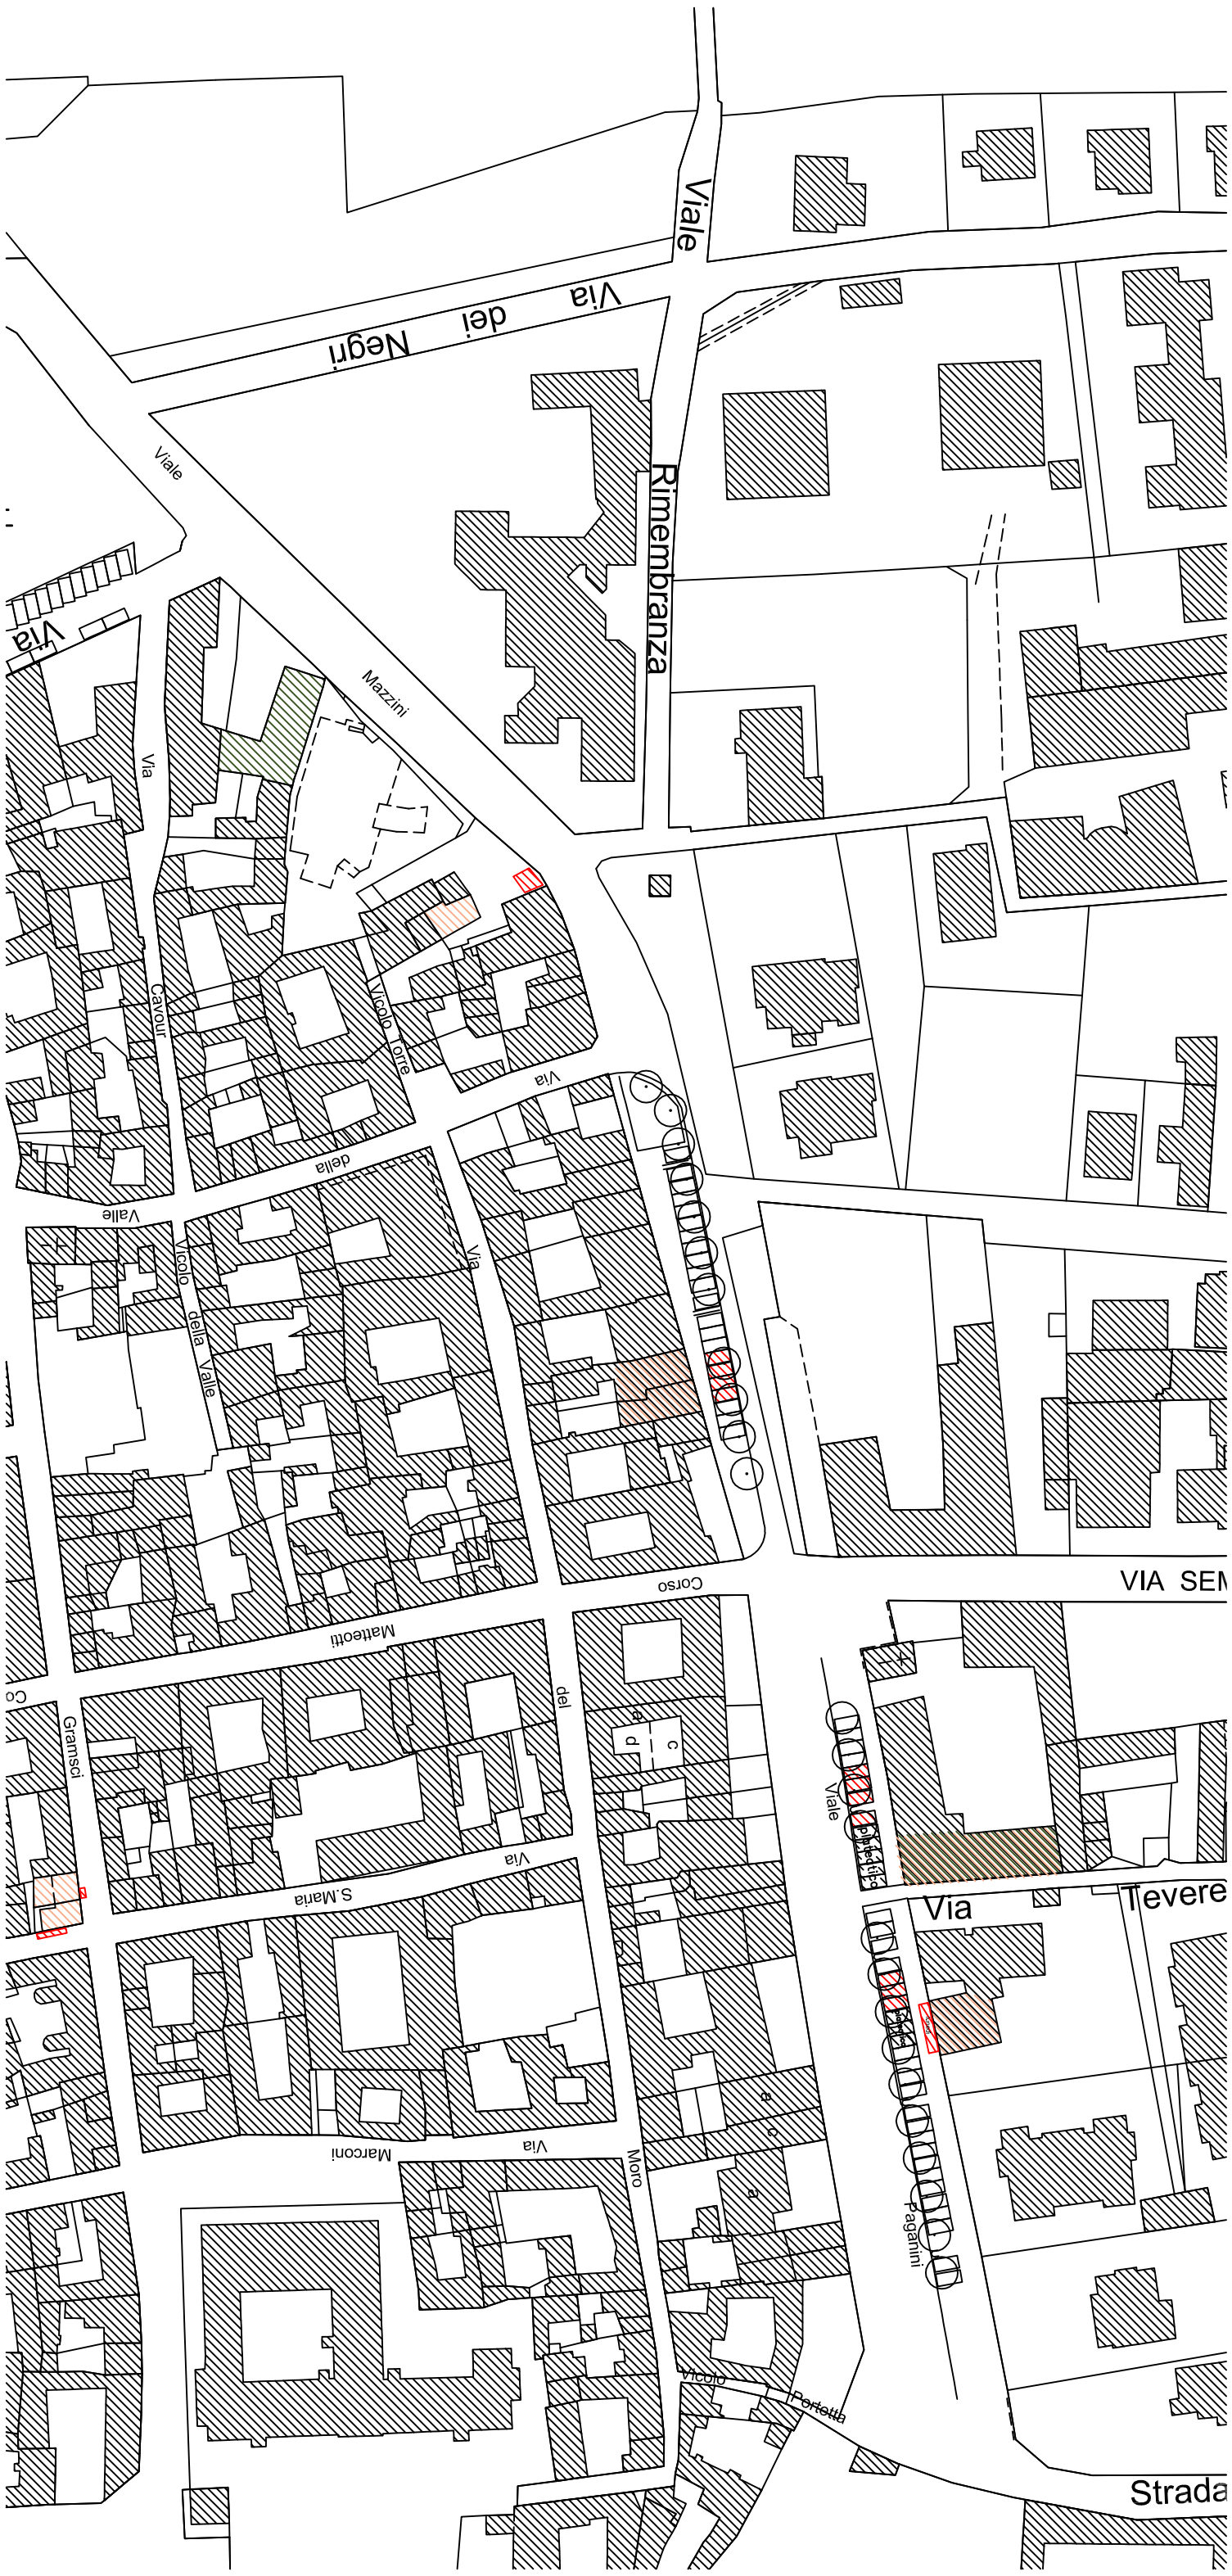 Viale
Via dei Negri
Viale
Rimembranza
Via
Mazzini
Via
Cavour
Vicolo Torre
Via
della
Valle
Via
Vicolo della Valle
VIA SEM
Corso
Matteotti
Co
del
e
d
c
Gramsci
Viale
Via
S.Maria
Via Tevere
a
c
a
Via
Marconi
Moro
Paganini
Vicolo Portotta
Strada